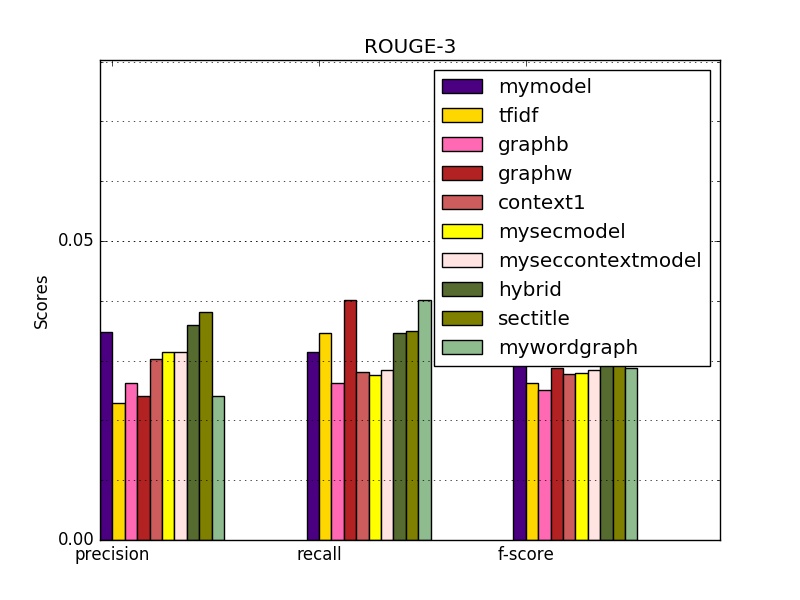 ROUGE-3
mymodel
tfidf
graphb
graphw
context1
mysecmodel
myseccontextmodel
hybrid
sectitle
mywordgraph
Scores
0.05
0.00
precision recall f-score